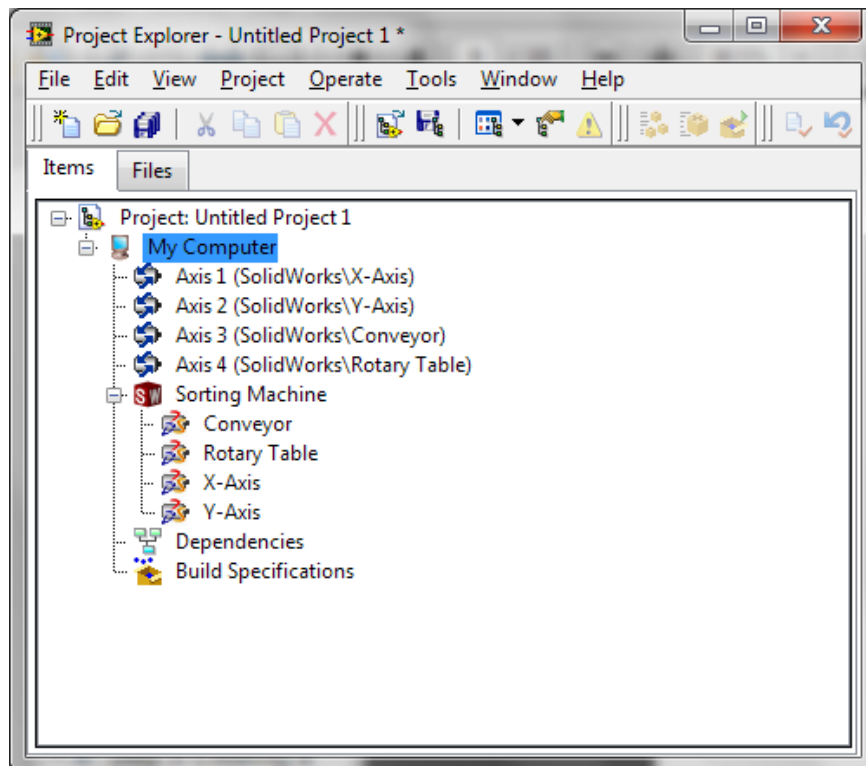 Project Explorer - Untitled Project 1 *
File Edit View Project Operate Tools Window Help
Items Files
Project: Untitled Project 1
My Computer
Axis 1 (SolidWorks\X-Axis)
Axis 2 (SolidWorks\Y-Axis)
Axis 3 (SolidWorks\Conveyor)
Axis 4 (SolidWorks\Rotary Table)
SW Sorting Machine
Conveyor
Rotary Table
X-Axis
Y-Axis
Dependencies
Build Specifications